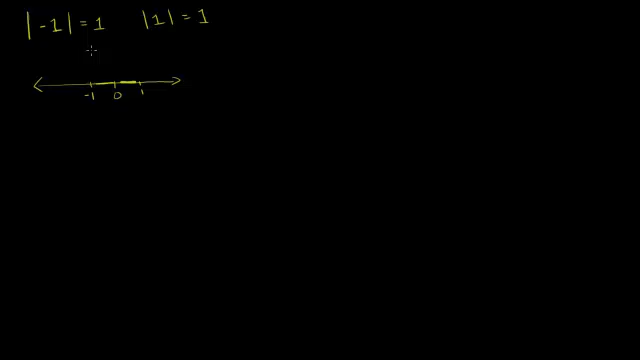 |-1| = 1 |1| = 1
-1 0 1